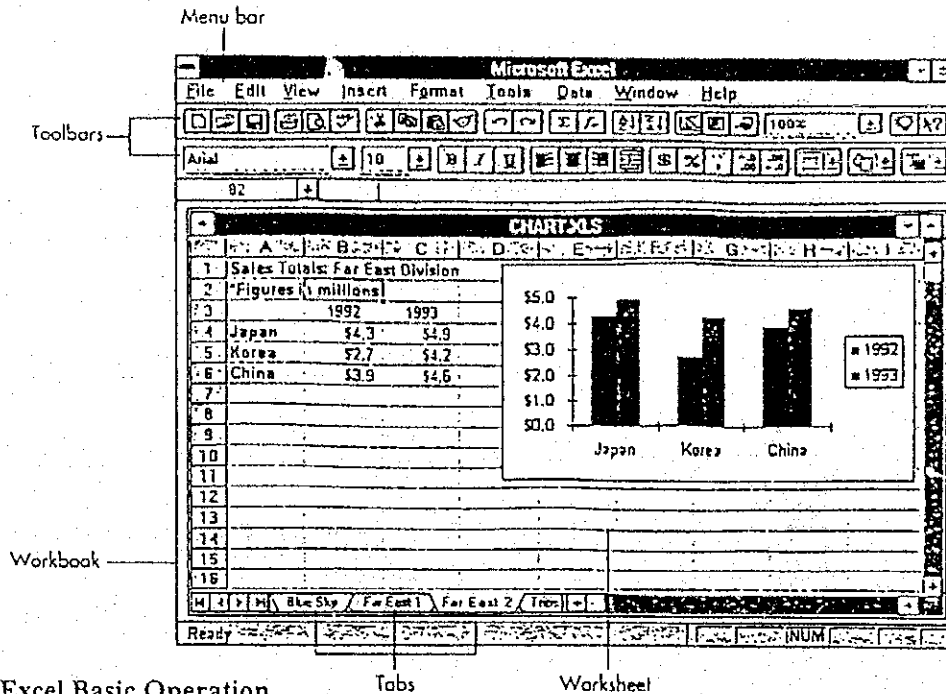 Menu bar
Microsoft Excel
File Edit View Insert Format Tools Data Window Help
Toolbars
100%
Arial 10 B I U $ %
B2
CHART.XLS
A B C D E G H
1 Sales Totals: Far East Division
2 *Figures in millions
3 1992 1993
4 Japan $4.3 $4.9
5 Korea $2.7 $4.2
6 China $3.9 $4.6
7
8
9
10
11
12
13
14
15
16
$5.0
$4.0
$3.0
$2.0
$1.0
$0.0
Japan Korea China
1992
1993
Workbook
Blue Sky Far East 1 Far East 2
Ready NUM
Tabs Worksheet
Excel Basic Operation